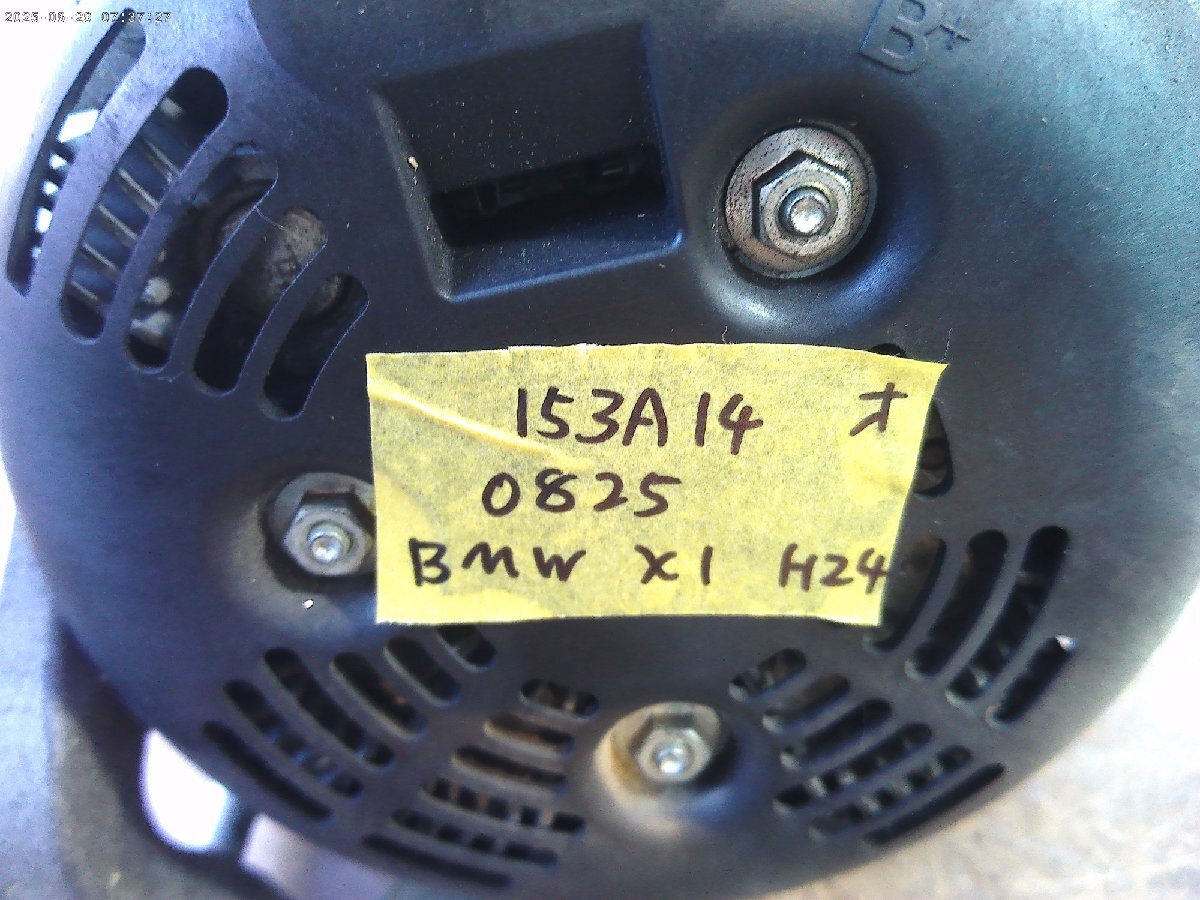 2025-06-20 07:37:27
B+
153A14 オ
0825
BMW X1 H24